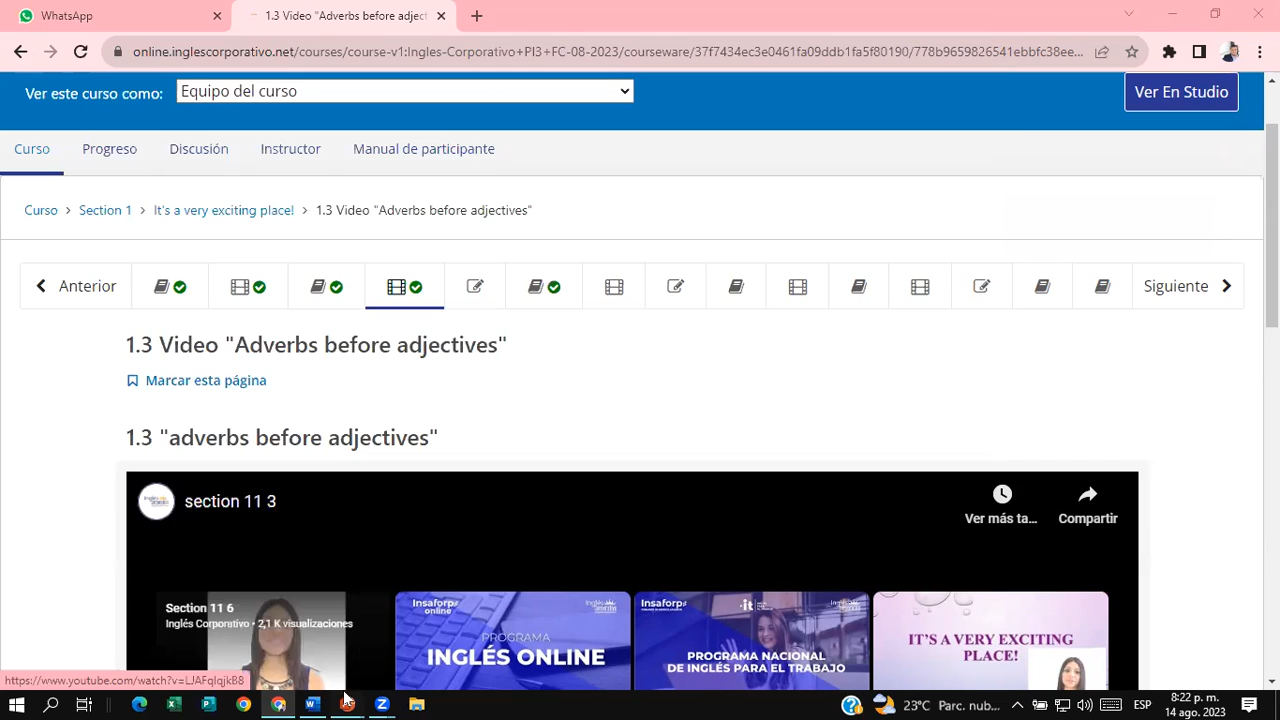 WhatsApp
1.3 Video "Adverbs before adject
online.inglescorporativo.net/courses/course-v1:Ingles-Corporativo+PI3+FC-08-2023/courseware/37f7434ec3e0461fa09ddb1fa5f80190/778b9659826541ebbfc38ee...
Ver este curso como:
Equipo del curso
Ver En Studio
Curso
Progreso
Discusión
Instructor
Manual de participante
Curso > Section 1 > It's a very exciting place! > 1.3 Video "Adverbs before adjectives"
Anterior
Siguiente
1.3 Video "Adverbs before adjectives"
Marcar esta página
1.3 "adverbs before adjectives"
section 11 3
Ver más ta...
Compartir
Section 11 6
Inglés Corporativo • 2,1 K visualizaciones
Insaforp
online
PROGRAMA
INGLÉS ONLINE
Insaforp
PROGRAMA NACIONAL
DE INGLÉS PARA EL TRABAJO
IT'S A VERY EXCITING
PLACE!
https://www.youtube.com/watch?v=LJAFqIqjkB8
23°C Parc. nub...
ESP
8:22 p. m.
14 ago. 2023